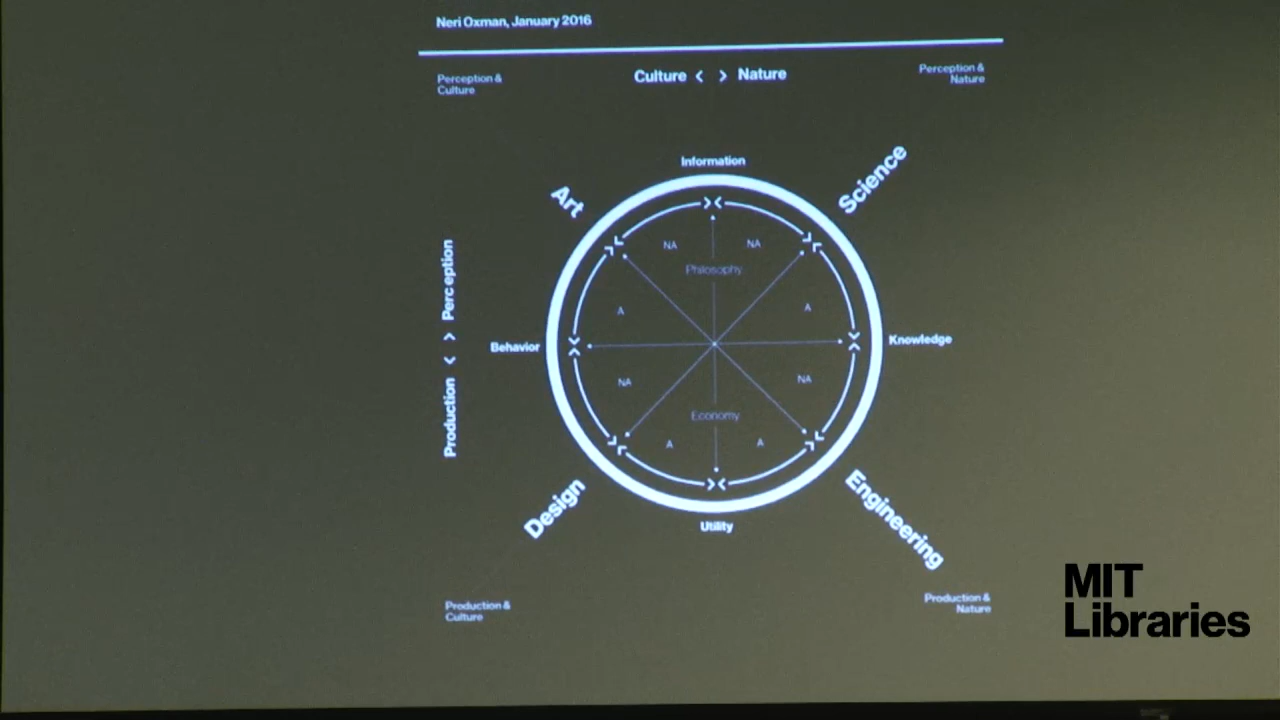 Neri Oxman, January 2016
Perception &
Culture
Culture < > Nature
Perception &
Nature
Information
Art
Science
NA
NA
Philosophy
Production < > Perception
A
A
Behavior
Knowledge
NA
NA
Economy
A
A
Design
Engineering
Utility
Production &
Culture
Production &
Nature
MIT
Libraries